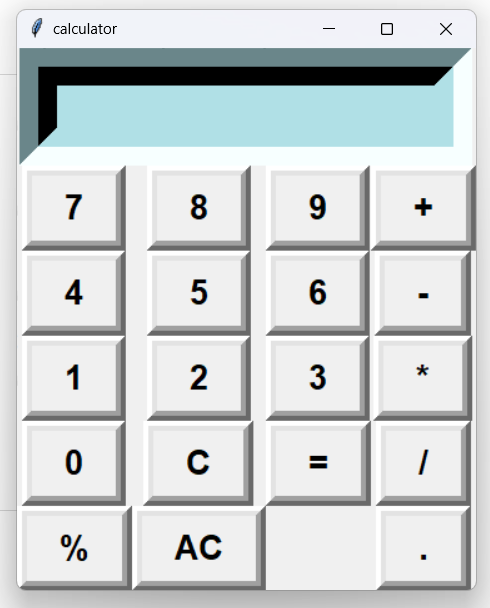 calculator
7 8 9 +
4 5 6 -
1 2 3 *
0 C = /
% AC .